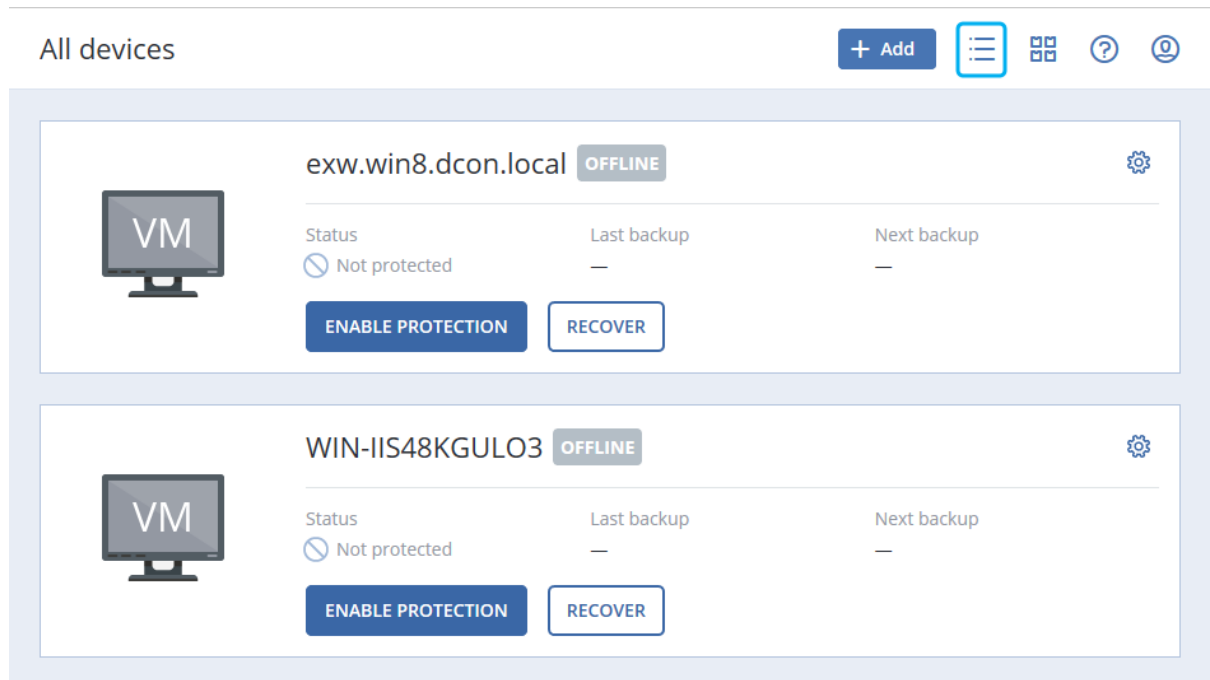 All devices + Add
exw.win8.dcon.local OFFLINE
VM
Status Last backup Next backup
Not protected — —
ENABLE PROTECTION RECOVER
WIN-IIS48KGULO3 OFFLINE
VM
Status Last backup Next backup
Not protected — —
ENABLE PROTECTION RECOVER